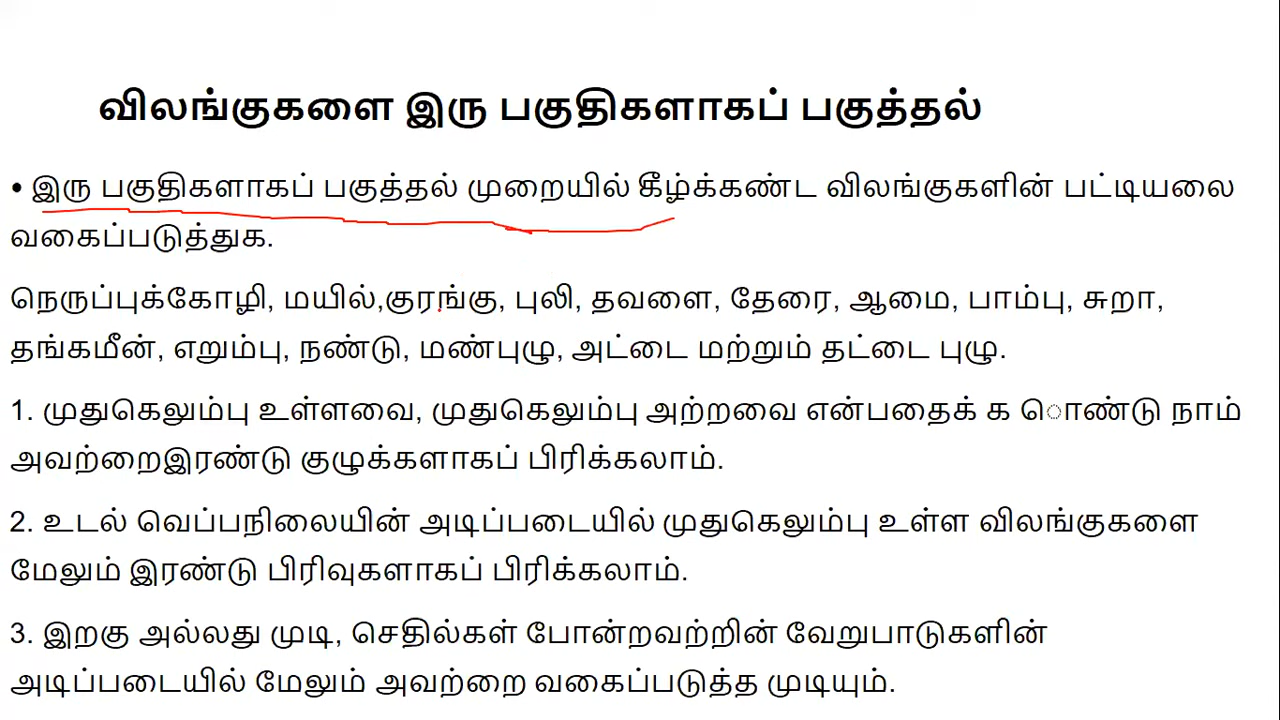 விலங்குகளை இரு பகுதிகளாகப் பகுத்தல்
• இரு பகுதிகளாகப் பகுத்தல் முறையில் கீழ்க்கண்ட விலங்குகளின் பட்டியலை
வகைப்படுத்துக.
நெருப்புக்கோழி, மயில்,குரங்கு, புலி, தவளை, தேரை, ஆமை, பாம்பு, சுறா,
தங்கமீன், எறும்பு, நண்டு, மண்புழு, அட்டை மற்றும் தட்டை புழு.
1. முதுகெலும்பு உள்ளவை, முதுகெலும்பு அற்றவை என்பதைக் க ொண்டு நாம்
அவற்றைஇரண்டு குழுக்களாகப் பிரிக்கலாம்.
2. உடல் வெப்பநிலையின் அடிப்படையில் முதுகெலும்பு உள்ள விலங்குகளை
மேலும் இரண்டு பிரிவுகளாகப் பிரிக்கலாம்.
3. இறகு அல்லது முடி, செதில்கள் போன்றவற்றின் வேறுபாடுகளின்
அடிப்படையில் மேலும் அவற்றை வகைப்படுத்த முடியும்.